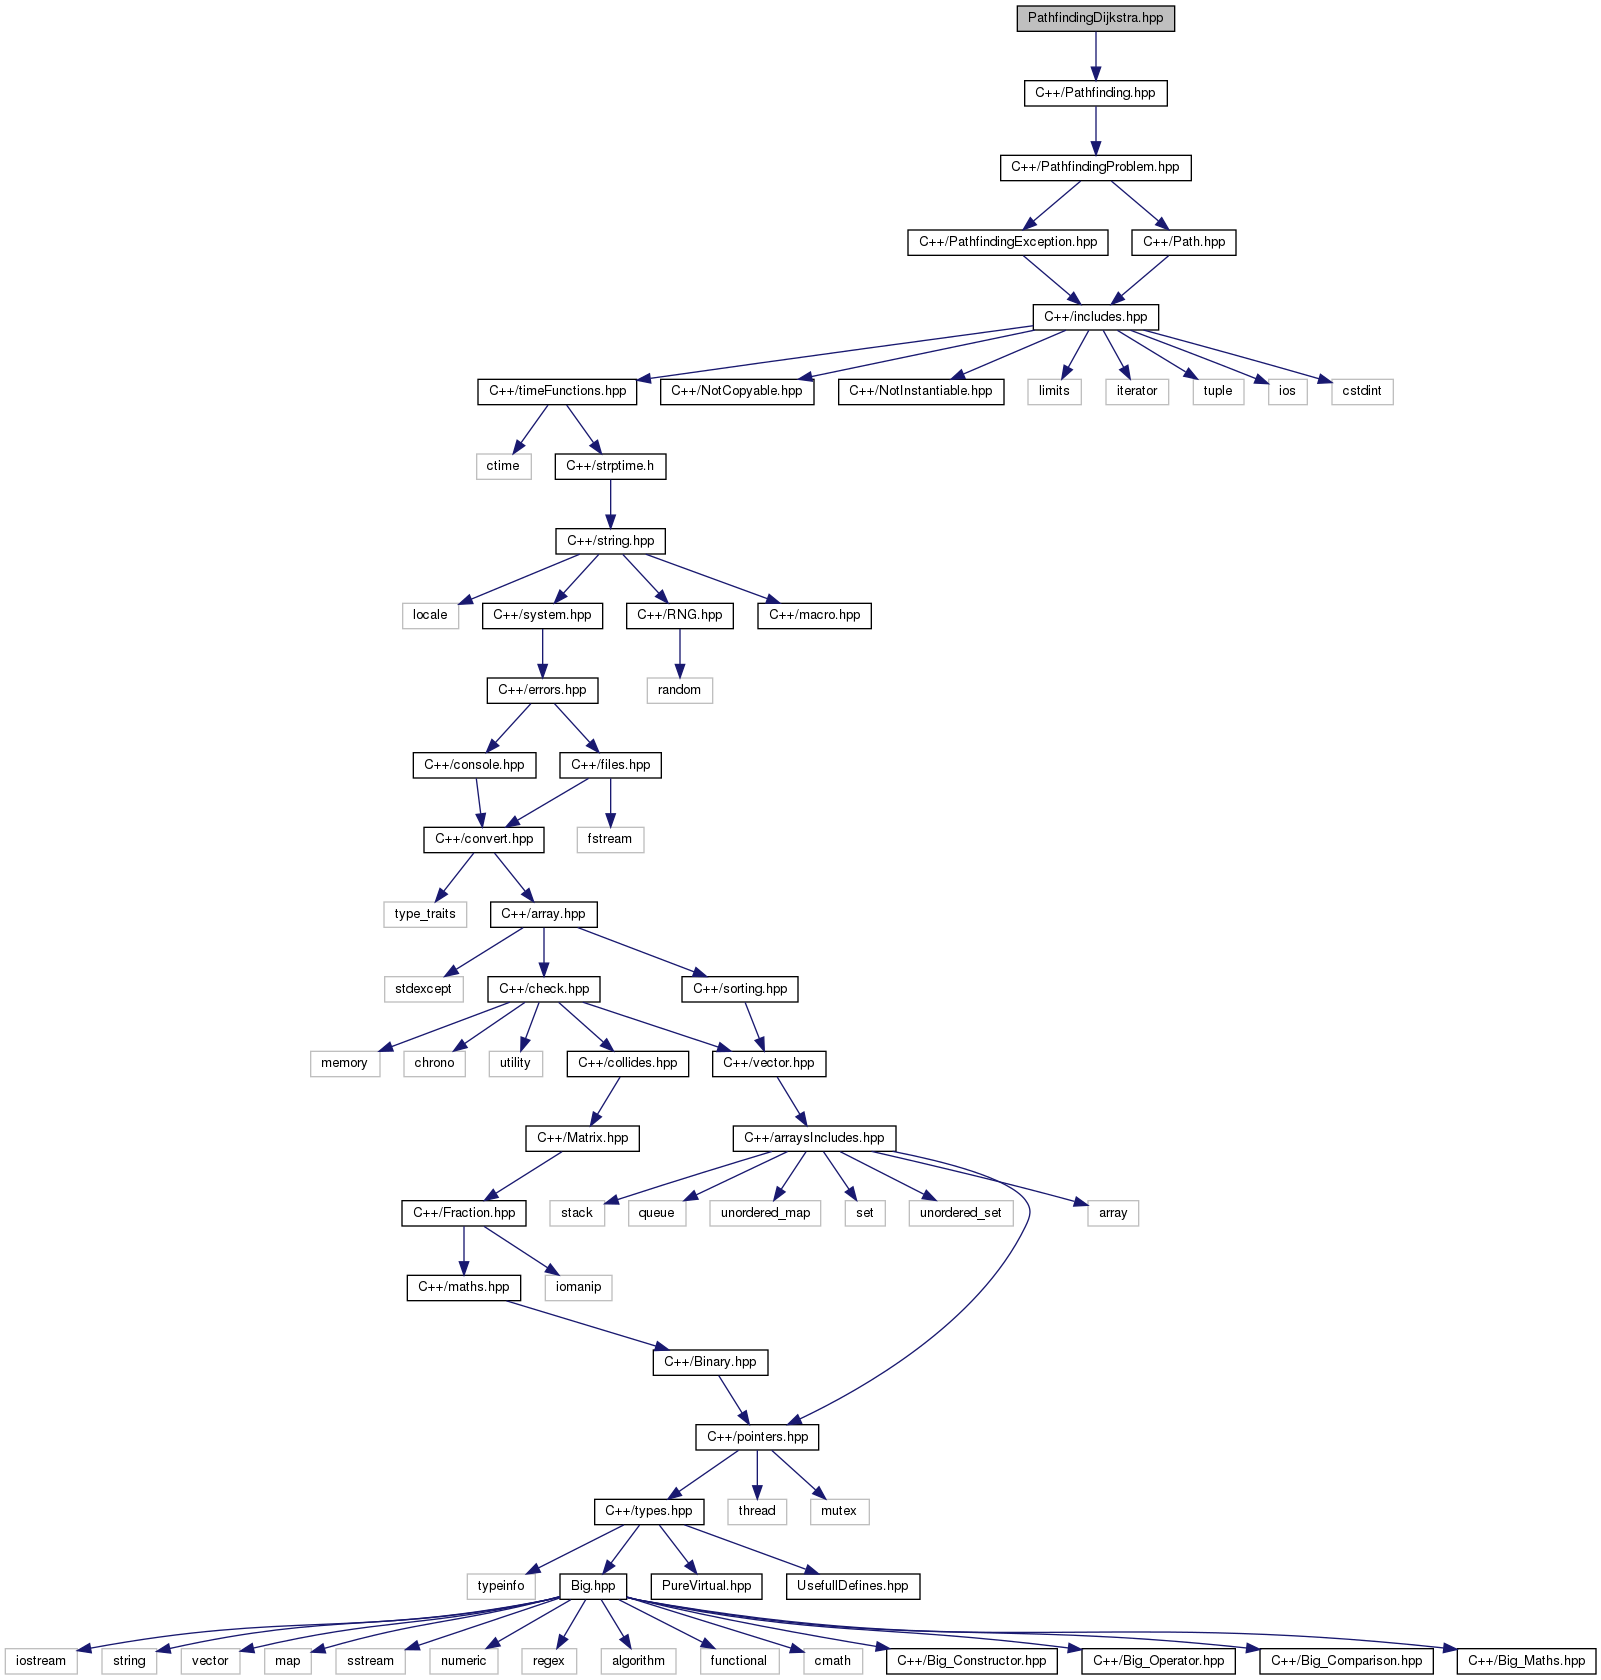 PathfindingDijkstra.hpp
C++/Pathfinding.hpp
C++/PathfindingProblem.hpp
C++/PathfindingException.hpp
C++/Path.hpp
C++/includes.hpp
C++/timeFunctions.hpp
C++/NotCopyable.hpp
C++/NotInstantiable.hpp
limits
iterator
tuple
ios
cstdint
ctime
C++/strptime.h
C++/string.hpp
locale
C++/system.hpp
C++/RNG.hpp
C++/macro.hpp
C++/errors.hpp
random
C++/console.hpp
C++/files.hpp
C++/convert.hpp
fstream
type_traits
C++/array.hpp
stdexcept
C++/check.hpp
C++/sorting.hpp
memory
chrono
utility
C++/collides.hpp
C++/vector.hpp
C++/Matrix.hpp
C++/arraysIncludes.hpp
C++/Fraction.hpp
stack
queue
unordered_map
set
unordered_set
array
C++/maths.hpp
iomanip
C++/Binary.hpp
C++/pointers.hpp
C++/types.hpp
thread
mutex
typeinfo
Big.hpp
PureVirtual.hpp
UsefullDefines.hpp
iostream
string
vector
map
sstream
numeric
regex
algorithm
functional
cmath
C++/Big_Constructor.hpp
C++/Big_Operator.hpp
C++/Big_Comparison.hpp
C++/Big_Maths.hpp